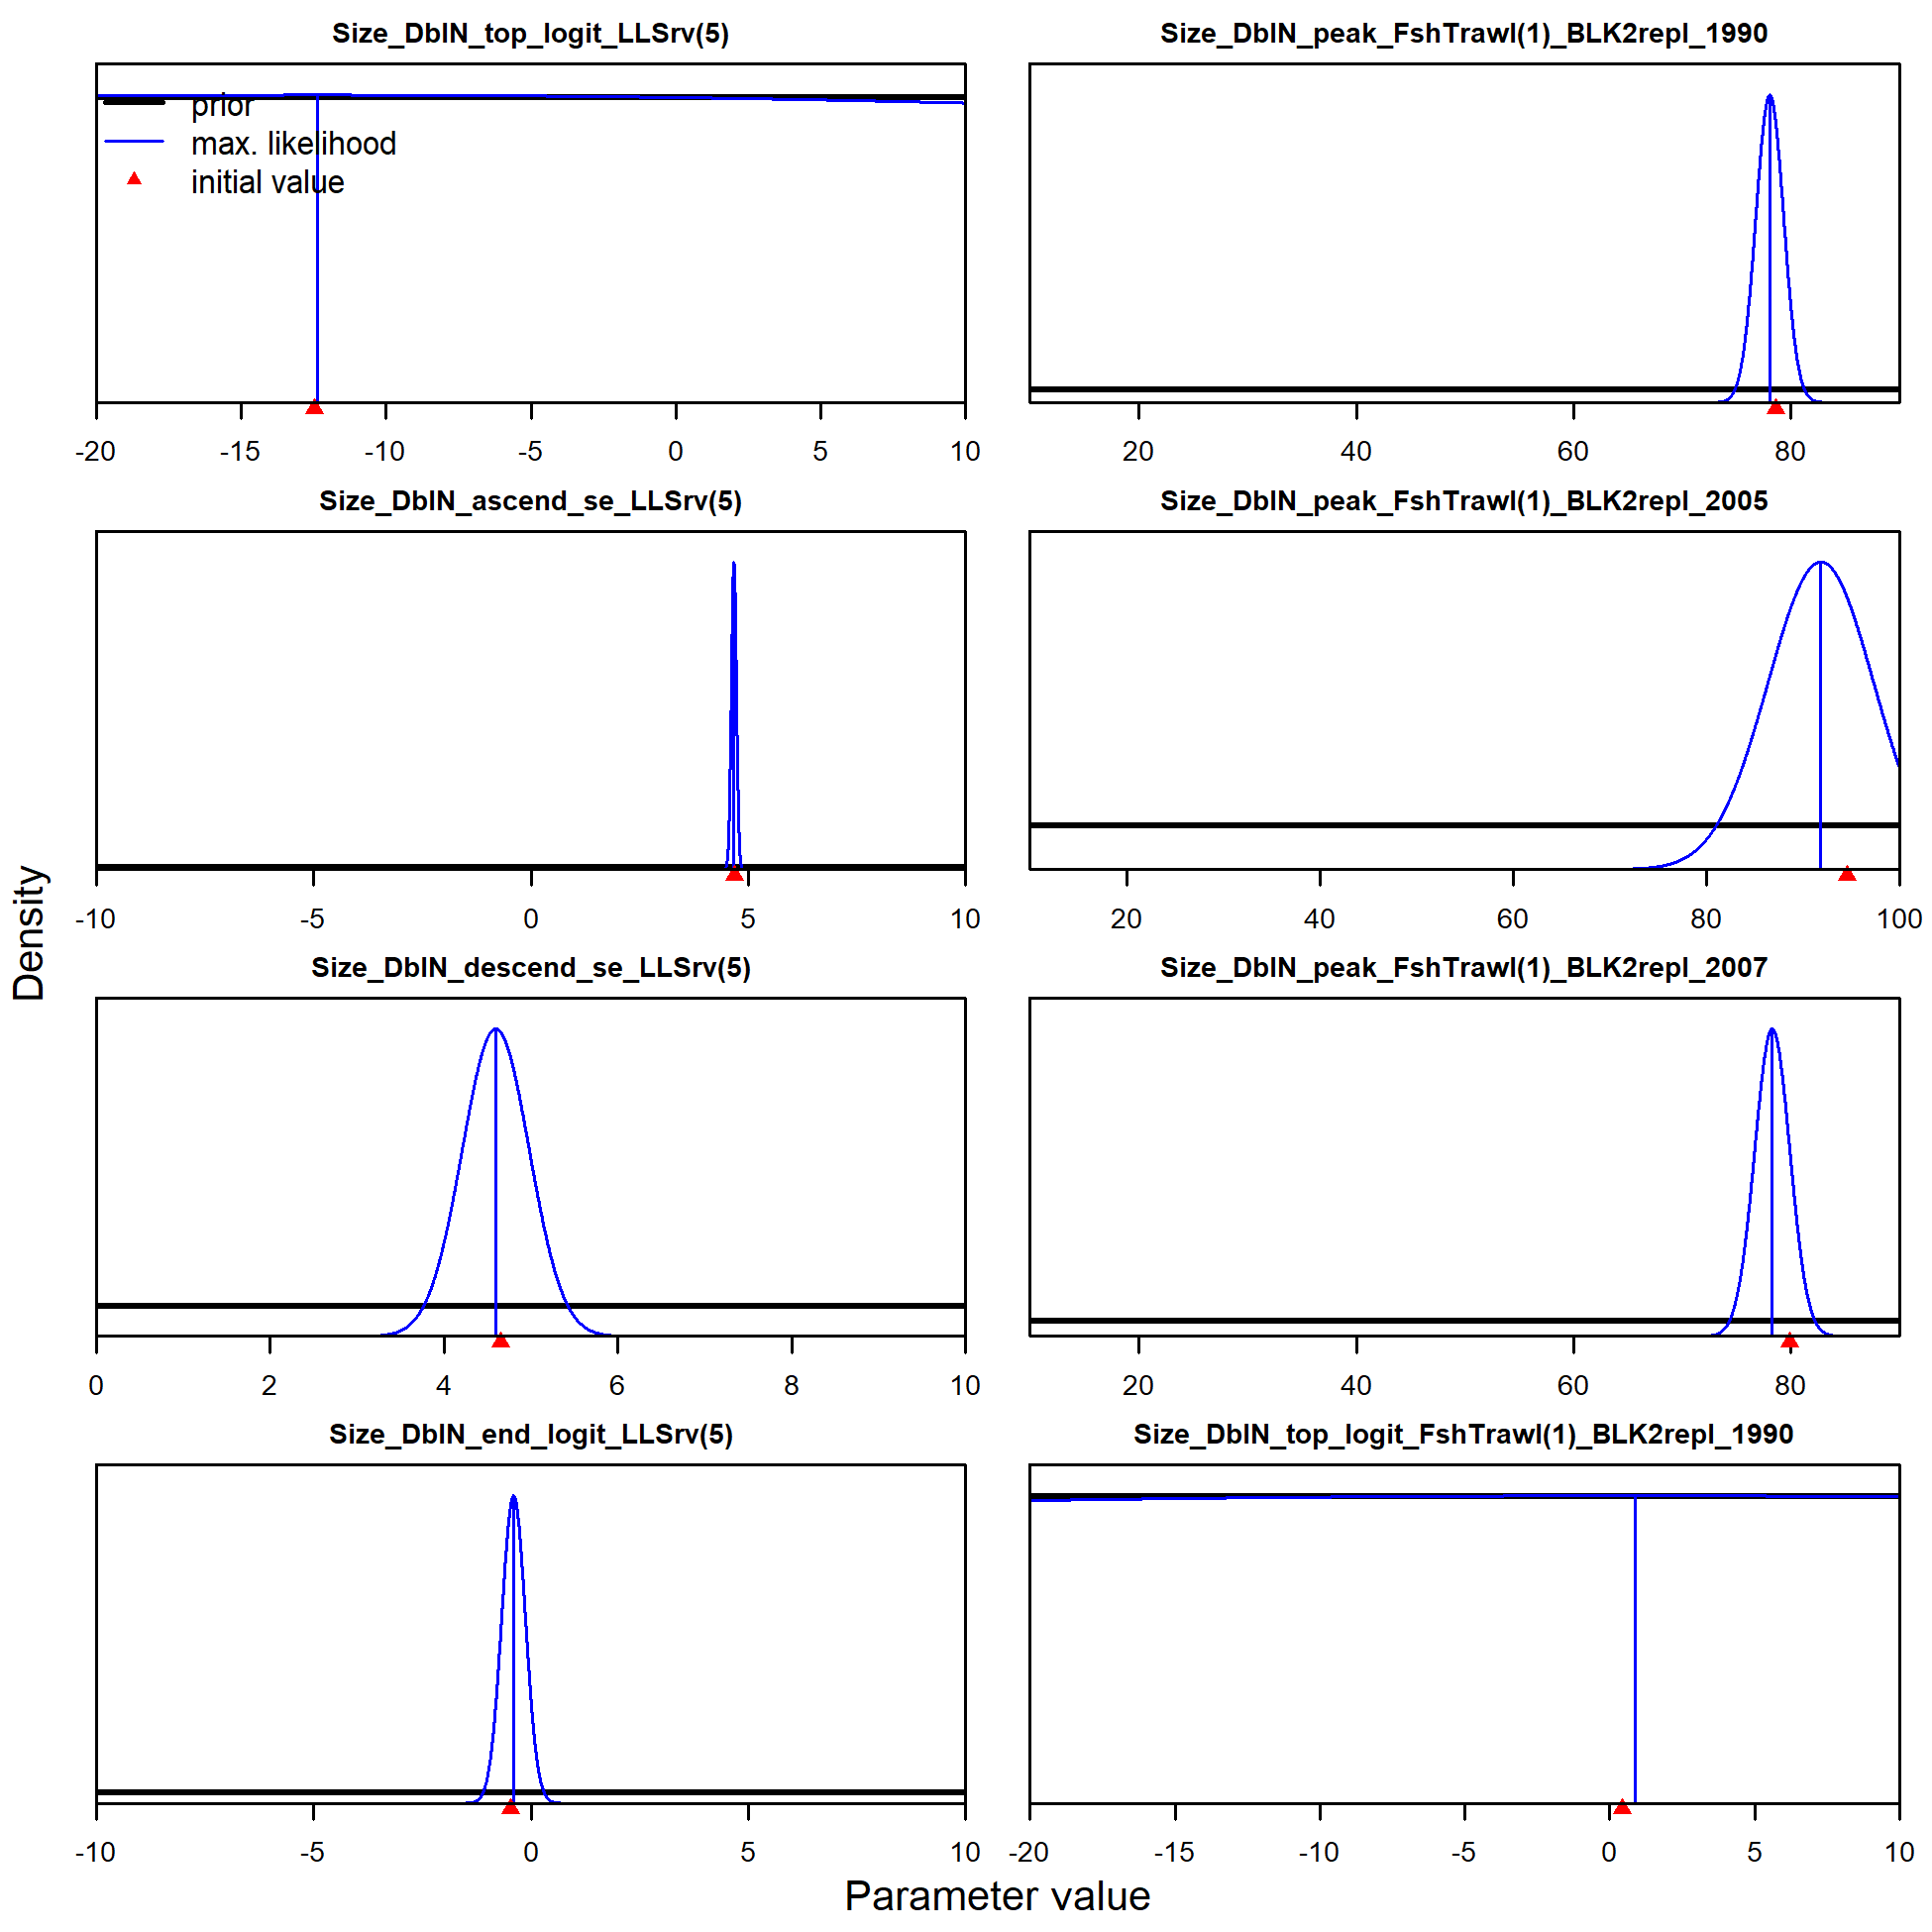 Size_DblN_top_logit_LLSrv(5)
prior
max. likelihood
initial value
-20 -15 -10 -5 0 5 10
Size_DblN_peak_FshTrawl(1)_BLK2repl_1990
20 40 60 80
Size_DblN_ascend_se_LLSrv(5)
-10 -5 0 5 10
Size_DblN_peak_FshTrawl(1)_BLK2repl_2005
20 40 60 80 100
Size_DblN_descend_se_LLSrv(5)
0 2 4 6 8 10
Size_DblN_peak_FshTrawl(1)_BLK2repl_2007
20 40 60 80
Size_DblN_end_logit_LLSrv(5)
-10 -5 0 5 10
Size_DblN_top_logit_FshTrawl(1)_BLK2repl_1990
-20 -15 -10 -5 0 5 10
Density
Parameter value